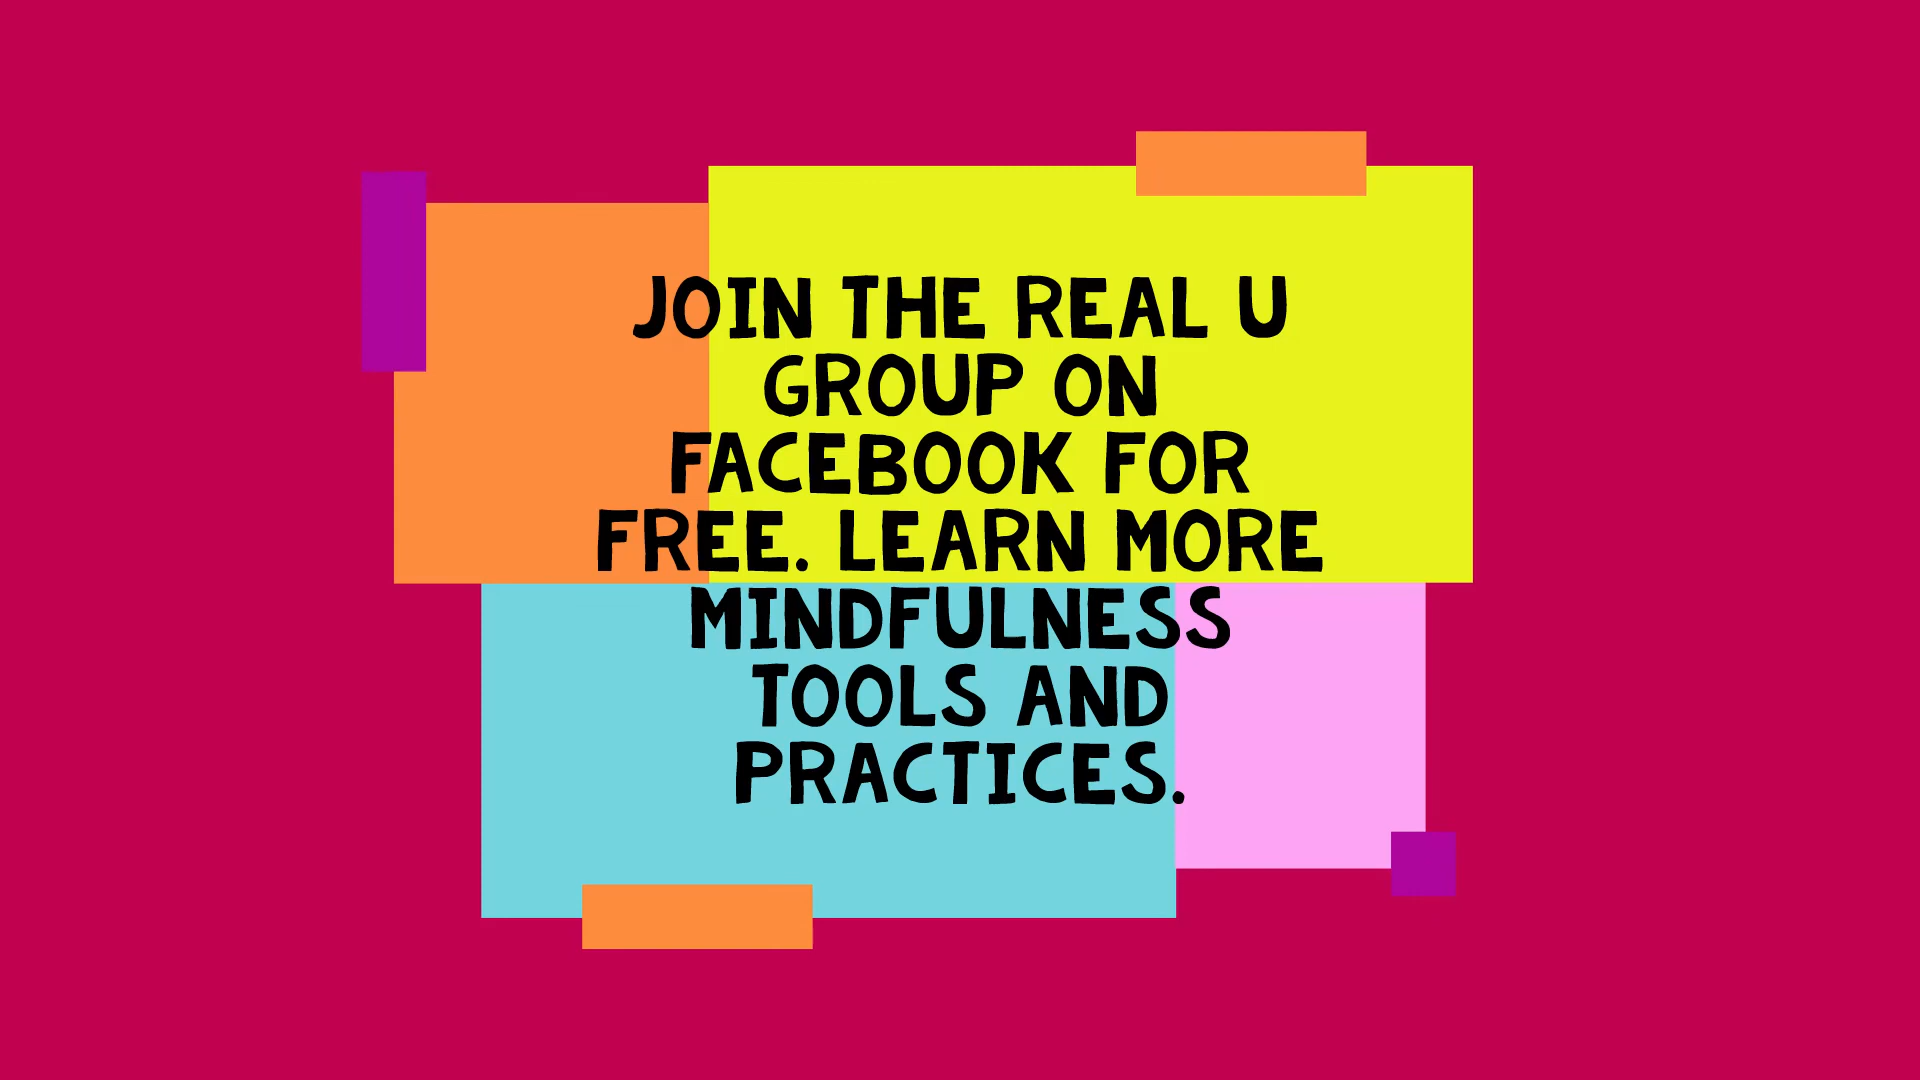 JOIN THE REAL U
GROUP ON
FACEBOOK FOR
FREE. LEARN MORE
MINDFULNESS
TOOLS AND
PRACTICES.